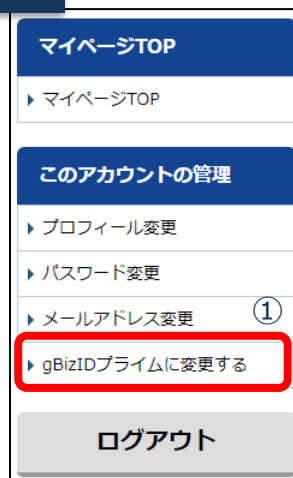 マイページTOP
マイページTOP
このアカウントの管理
プロフィール変更
パスワード変更
メールアドレス変更 ①
gBizIDプライムに変更する
ログアウト